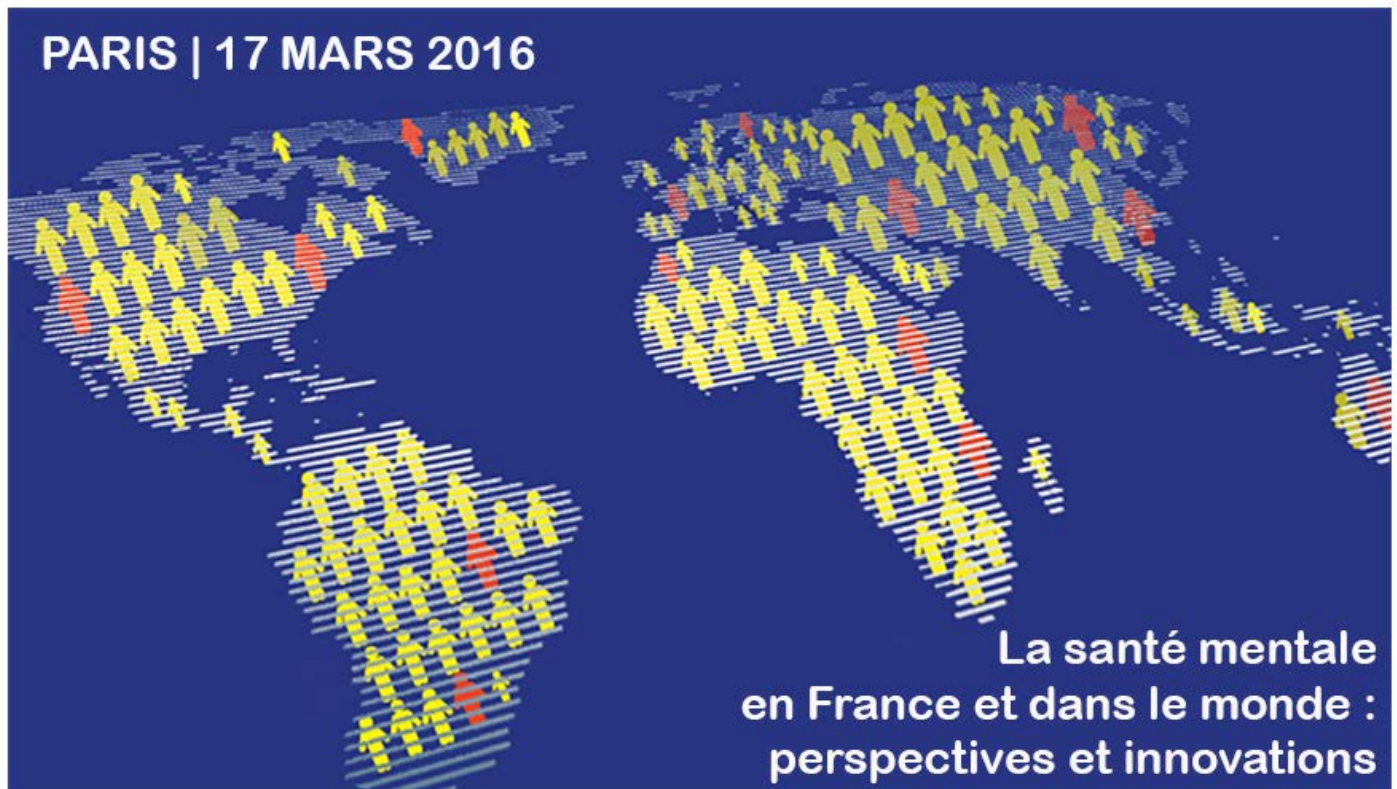 PARIS | 17 MARS 2016
La santé mentale
en France et dans le monde :
perspectives et innovations